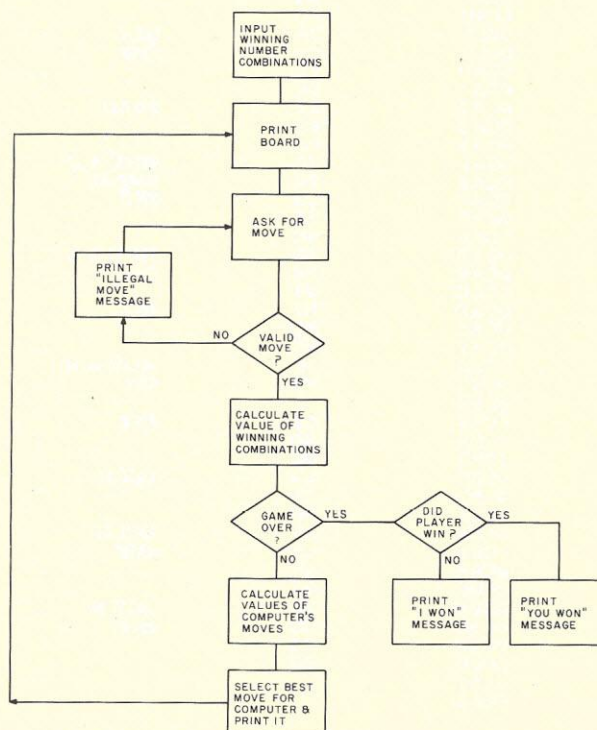 INPUT
WINNING
NUMBER
COMBINATIONS
PRINT
BOARD
ASK FOR
MOVE
PRINT
"ILLEGAL
MOVE"
MESSAGE
NO
VALID
MOVE
?
YES
CALCULATE
VALUE OF
WINNING
COMBINATIONS
GAME
OVER
?
YES
DID
PLAYER
WIN?
YES
NO
NO
CALCULATE
VALUES OF
COMPUTER'S
MOVES
PRINT
"I WON"
MESSAGE
PRINT
"YOU WON"
MESSAGE
SELECT BEST
MOVE FOR
COMPUTER &
PRINT IT